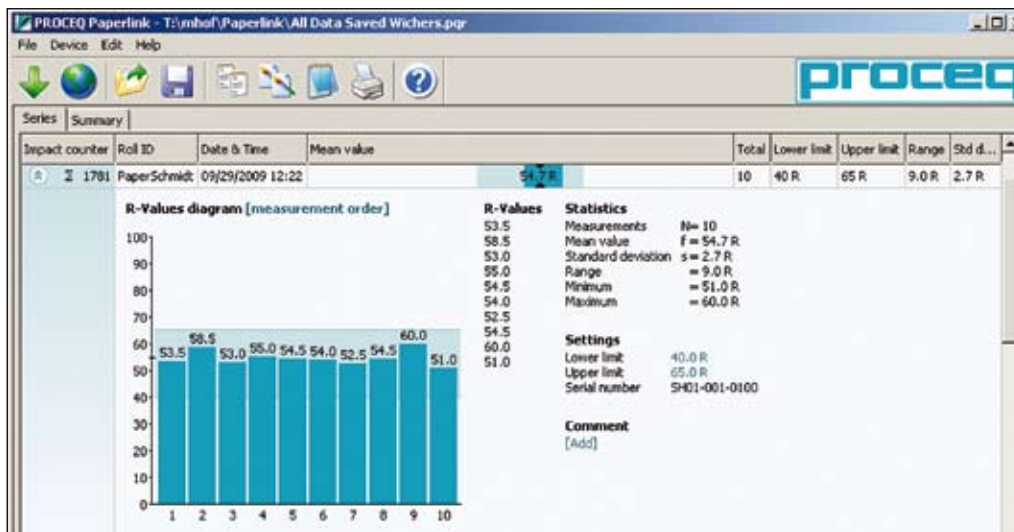 PROCEQ Paperlink - T:\mhof\Paperlink\All Data Saved Wichers.pqr
File Device Edit Help
proceq
Series Summary
Impact counter Roll ID Date & Time Mean value Total Lower limit Upper limit Range Std d...
Σ 1781 PaperSchmidt 09/29/2009 12:22 54.7 R 10 40 R 65 R 9.0 R 2.7 R
R-Values diagram [measurement order]
100
90
80
70
60
50
40
30
20
10
0
53.5 58.5 53.0 55.0 54.5 54.0 52.5 54.5 60.0 51.0
1 2 3 4 5 6 7 8 9 10
R-Values
53.5
58.5
53.0
55.0
54.5
54.0
52.5
54.5
60.0
51.0
Statistics
Measurements N= 10
Mean value f = 54.7 R
Standard deviation s = 2.7 R
Range = 9.0 R
Minimum = 51.0 R
Maximum = 60.0 R
Settings
Lower limit 40.0 R
Upper limit 65.0 R
Serial number SH01-001-0100
Comment
[Add]